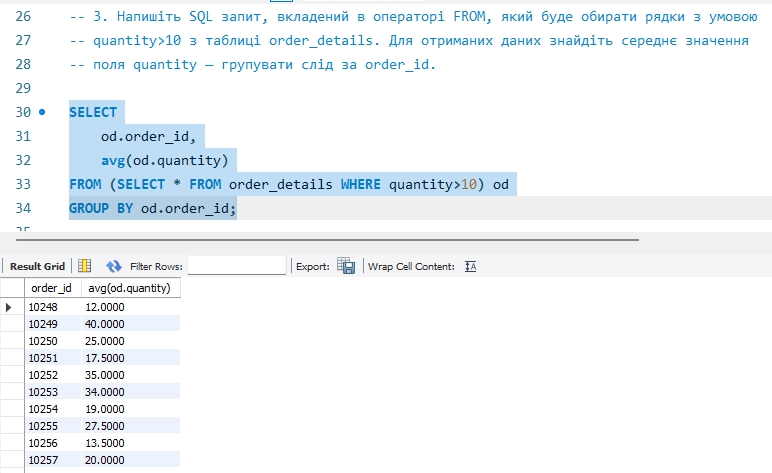 26 -- 3. Напишіть SQL запит, вкладений в операторі FROM, який буде обирати рядки з умовою
27 -- quantity>10 з таблиці order_details. Для отриманих даних знайдіть середнє значення
28 -- поля quantity — групувати слід за order_id.
29
30 SELECT
31 od.order_id,
32 avg(od.quantity)
33 FROM (SELECT * FROM order_details WHERE quantity>10) od
34 GROUP BY od.order_id;
Result Grid Filter Rows: Export: Wrap Cell Content:
order_id avg(od.quantity)
10248 12.0000
10249 40.0000
10250 25.0000
10251 17.5000
10252 35.0000
10253 34.0000
10254 19.0000
10255 27.5000
10256 13.5000
10257 20.0000